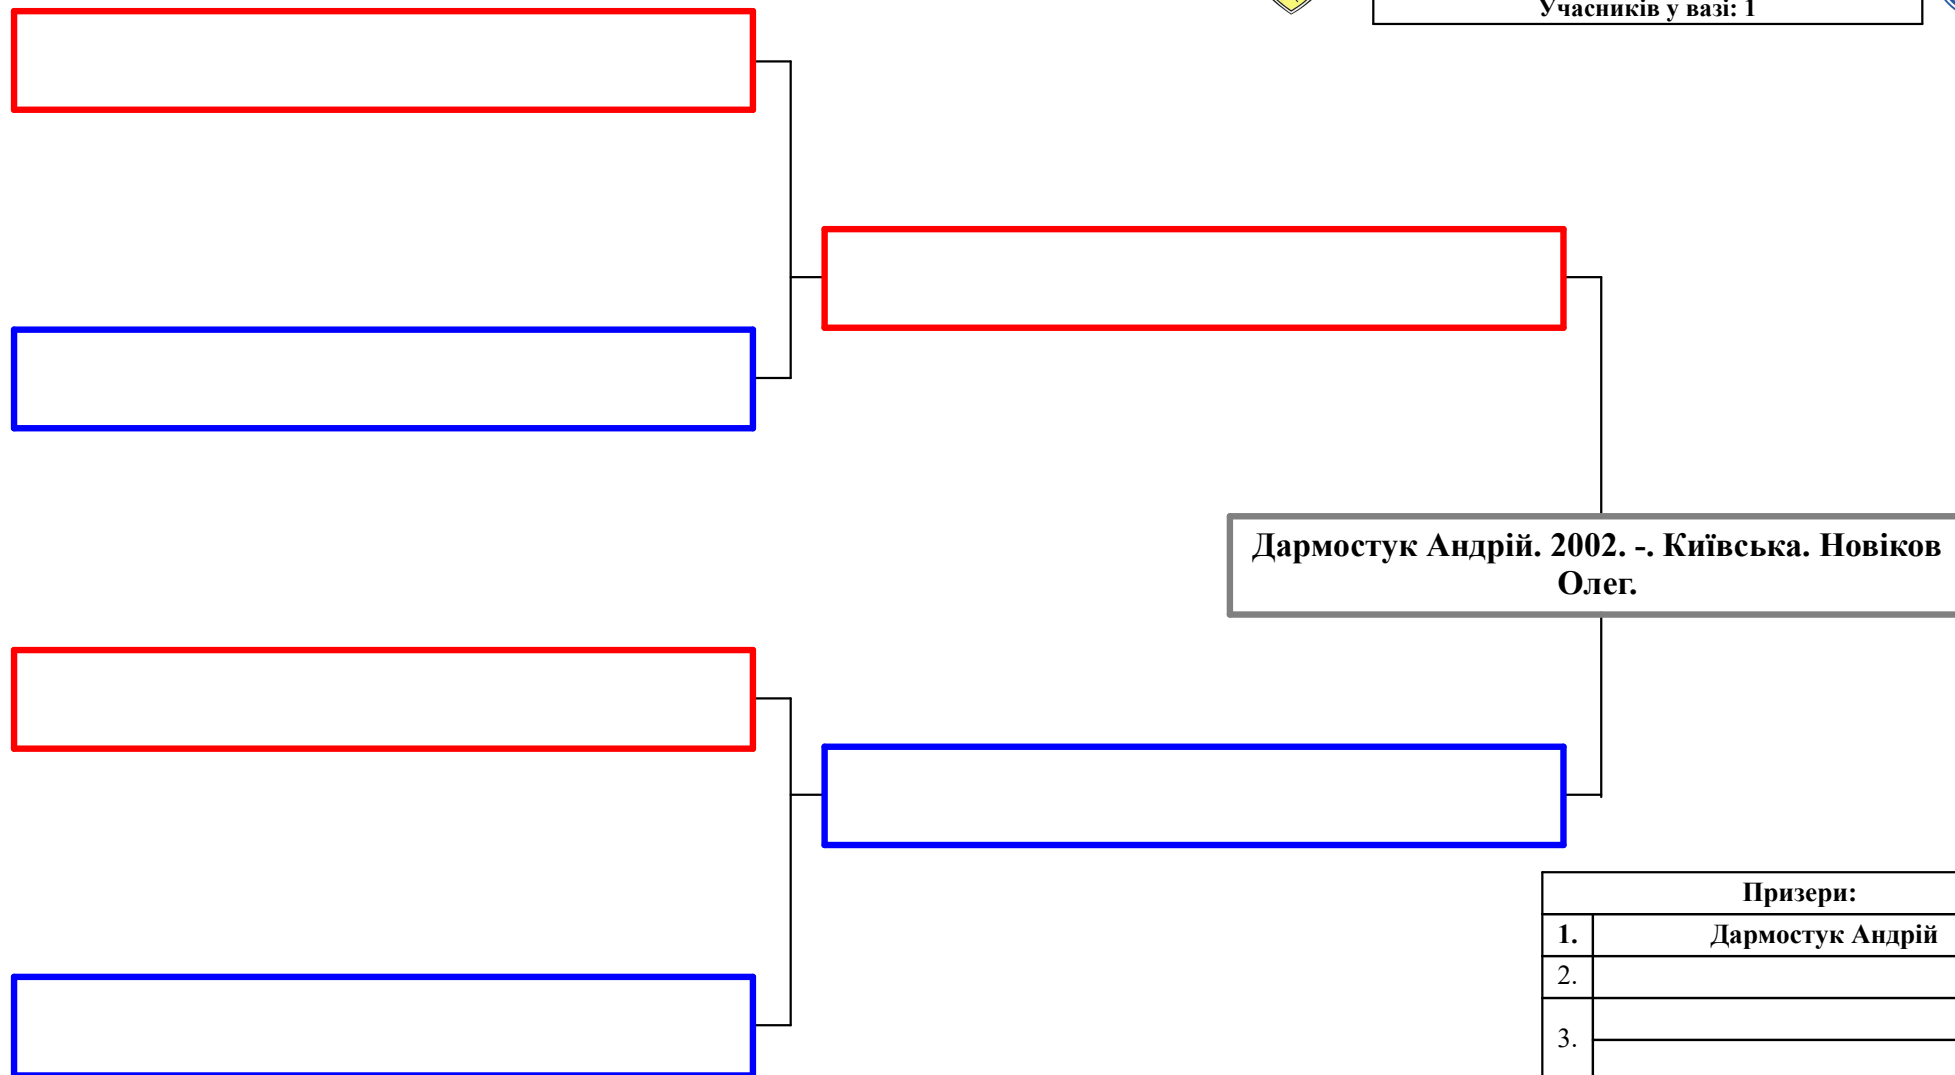 Учасників у вазі: 1
Дармостук Андрій. 2002. -. Київська. Новіков
Олег.
Призери:
1. Дармостук Андрій
2.
3.